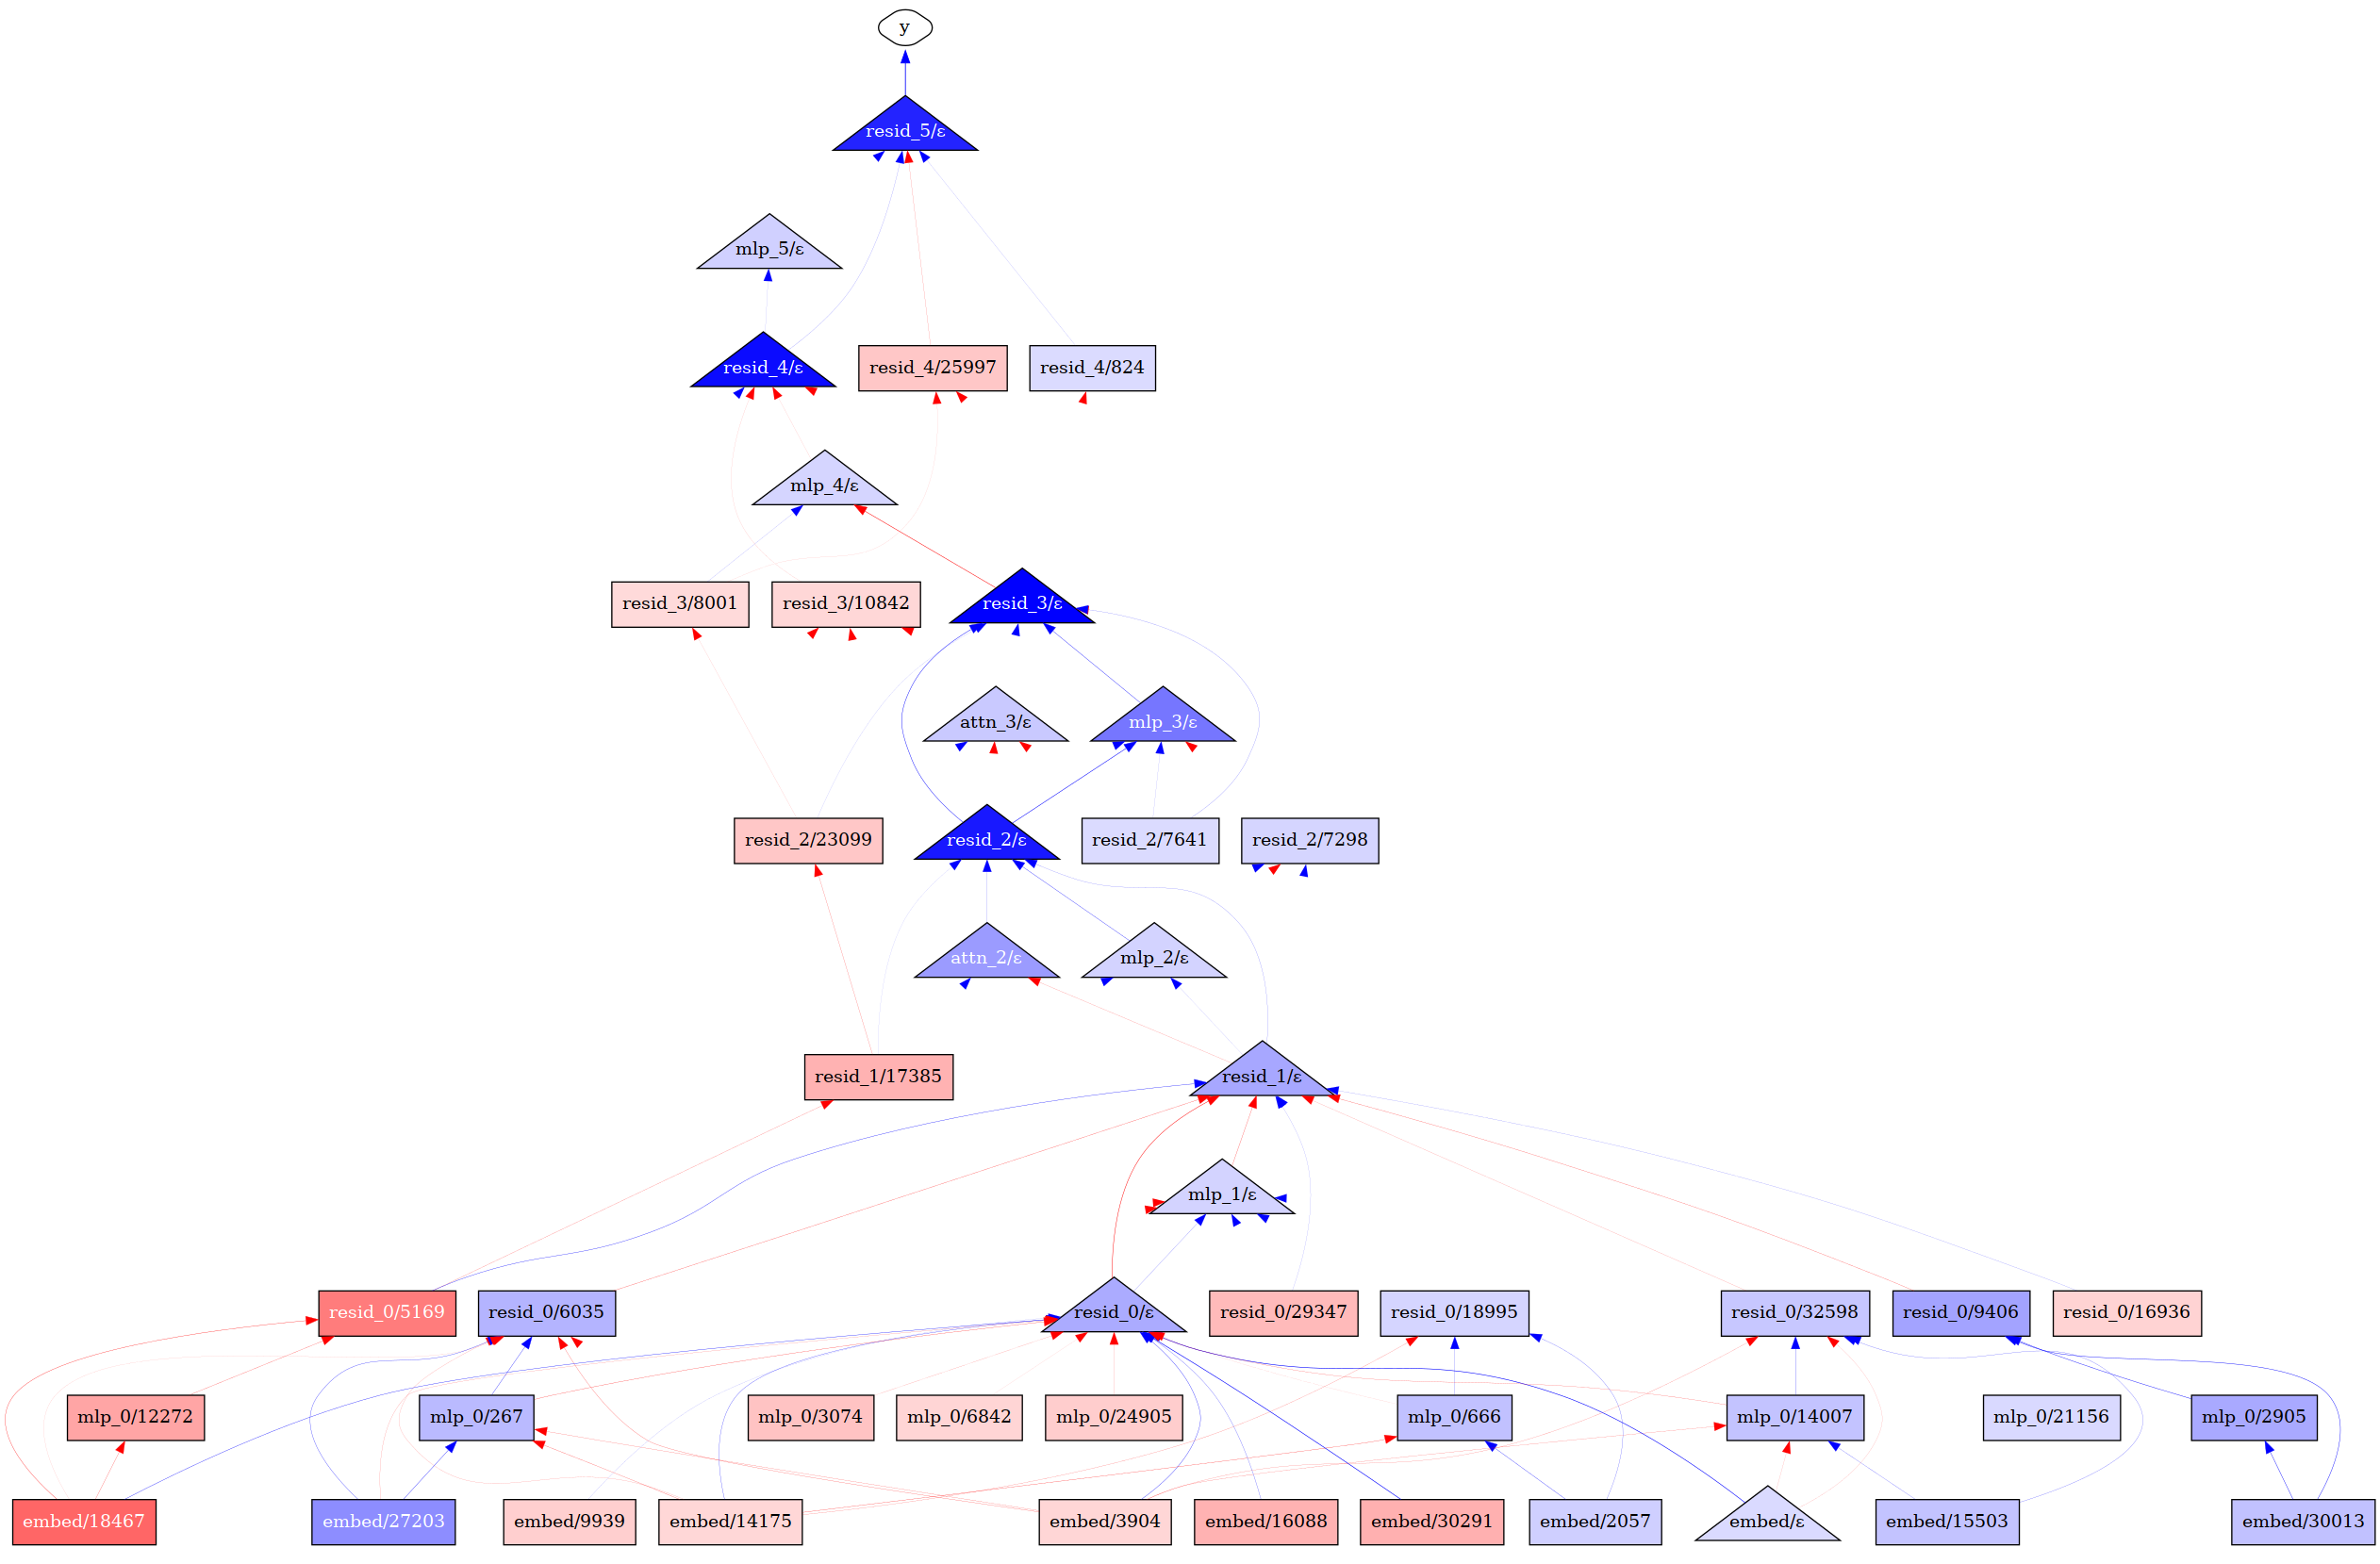 y
resid_5/ε
mlp_5/ε
resid_4/ε
resid_4/25997
resid_4/824
mlp_4/ε
resid_3/8001
resid_3/10842
resid_3/ε
attn_3/ε
mlp_3/ε
resid_2/23099
resid_2/ε
resid_2/7641
resid_2/7298
attn_2/ε
mlp_2/ε
resid_1/17385
resid_1/ε
mlp_1/ε
resid_0/5169
resid_0/6035
resid_0/ε
resid_0/29347
resid_0/18995
resid_0/32598
resid_0/9406
resid_0/16936
mlp_0/12272
mlp_0/267
mlp_0/3074
mlp_0/6842
mlp_0/24905
mlp_0/666
mlp_0/14007
mlp_0/21156
mlp_0/2905
embed/18467
embed/27203
embed/9939
embed/14175
embed/3904
embed/16088
embed/30291
embed/2057
embed/ε
embed/15503
embed/30013